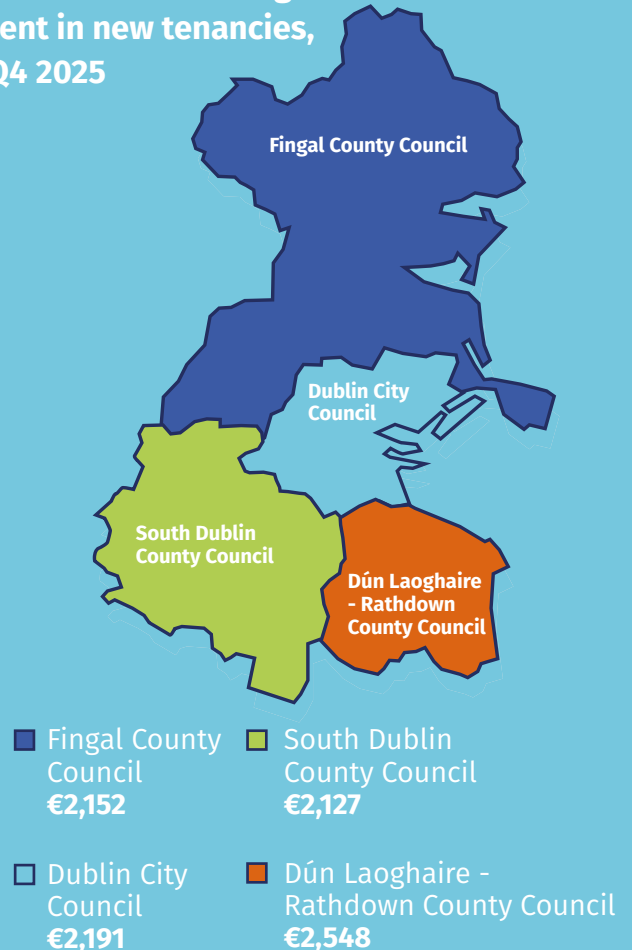 in new tenancies,
2025
Fingal County Council
Dublin City
Council
South Dublin
County Council
Dún Laoghaire
- Rathdown
County Council
Fingal County
Council
€2,152
South Dublin
County Council
€2,127
Dublin City
Council
€2,191
Dún Laoghaire -
Rathdown County Council
€2,548